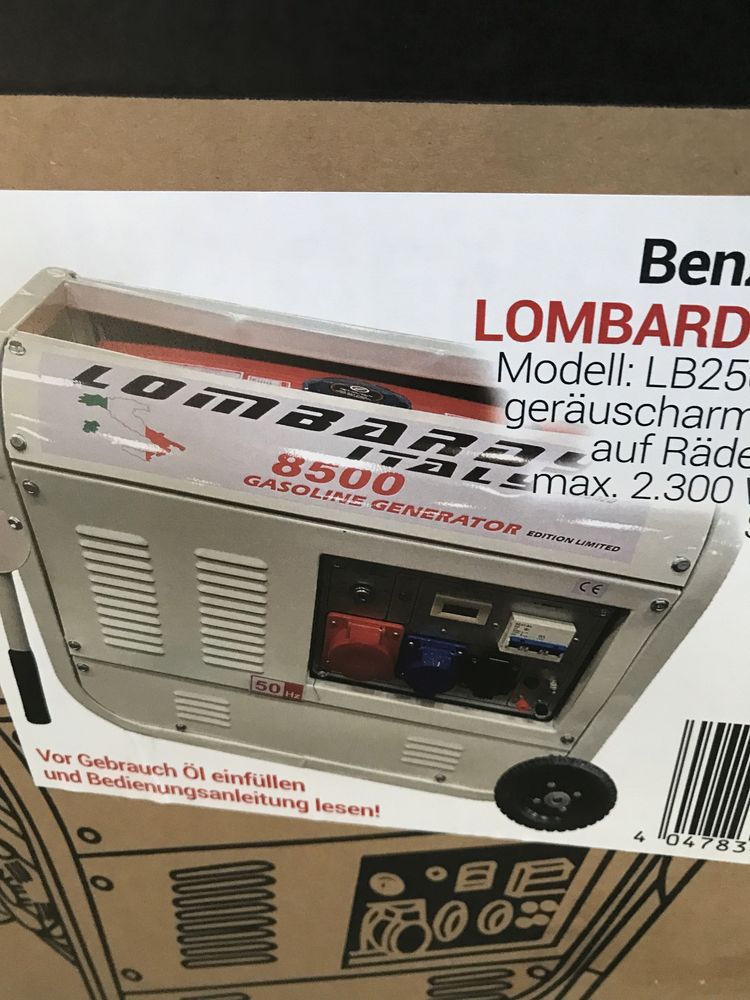 Benz
LOMBARD
Modell: LB25
geräuscharm
auf Räde
max. 2.300
LOMBARDI
ITALY
8500
GASOLINE GENERATOR EDITION LIMITED
CE
50 Hz
Vor Gebrauch Öl einfüllen
und Bedienungsanleitung lesen!
4 04783